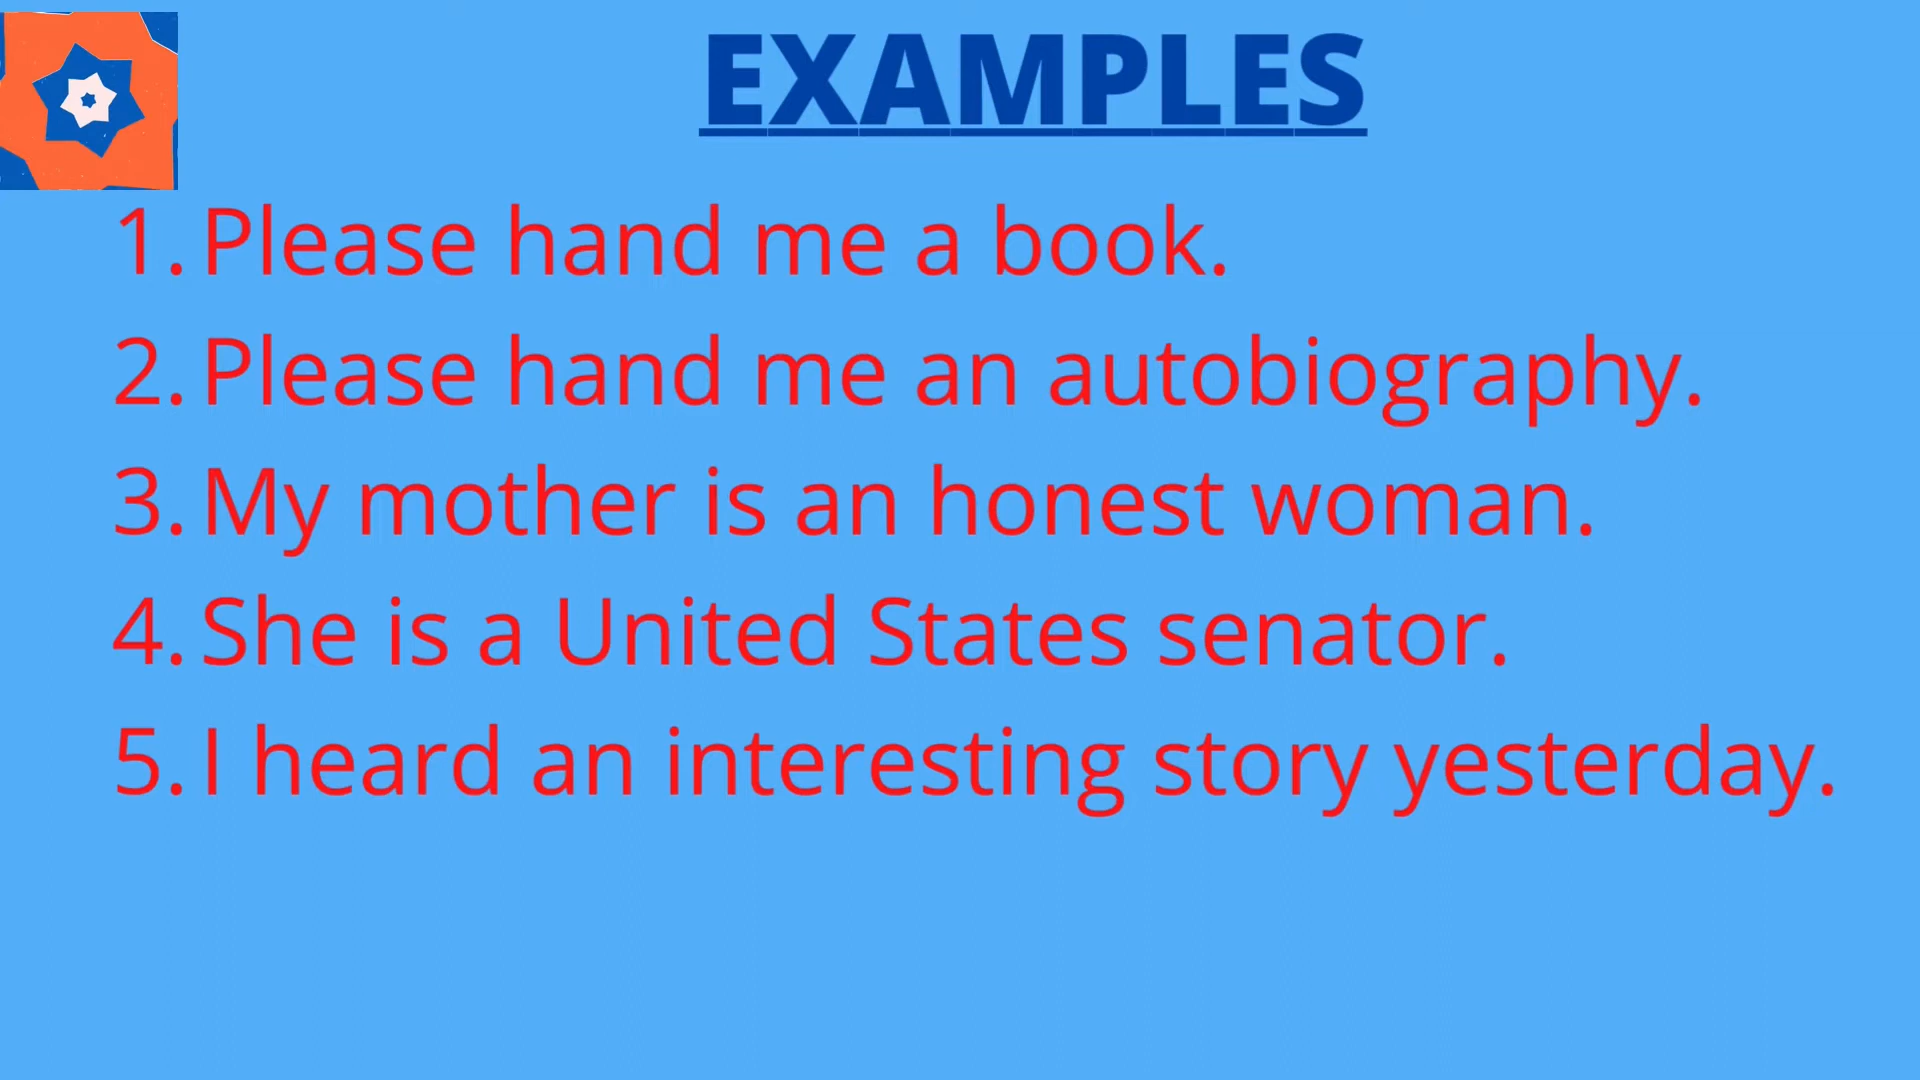 EXAMPLES
1. Please hand me a book.
2. Please hand me an autobiography.
3. My mother is an honest woman.
4. She is a United States senator.
5. I heard an interesting story yesterday.